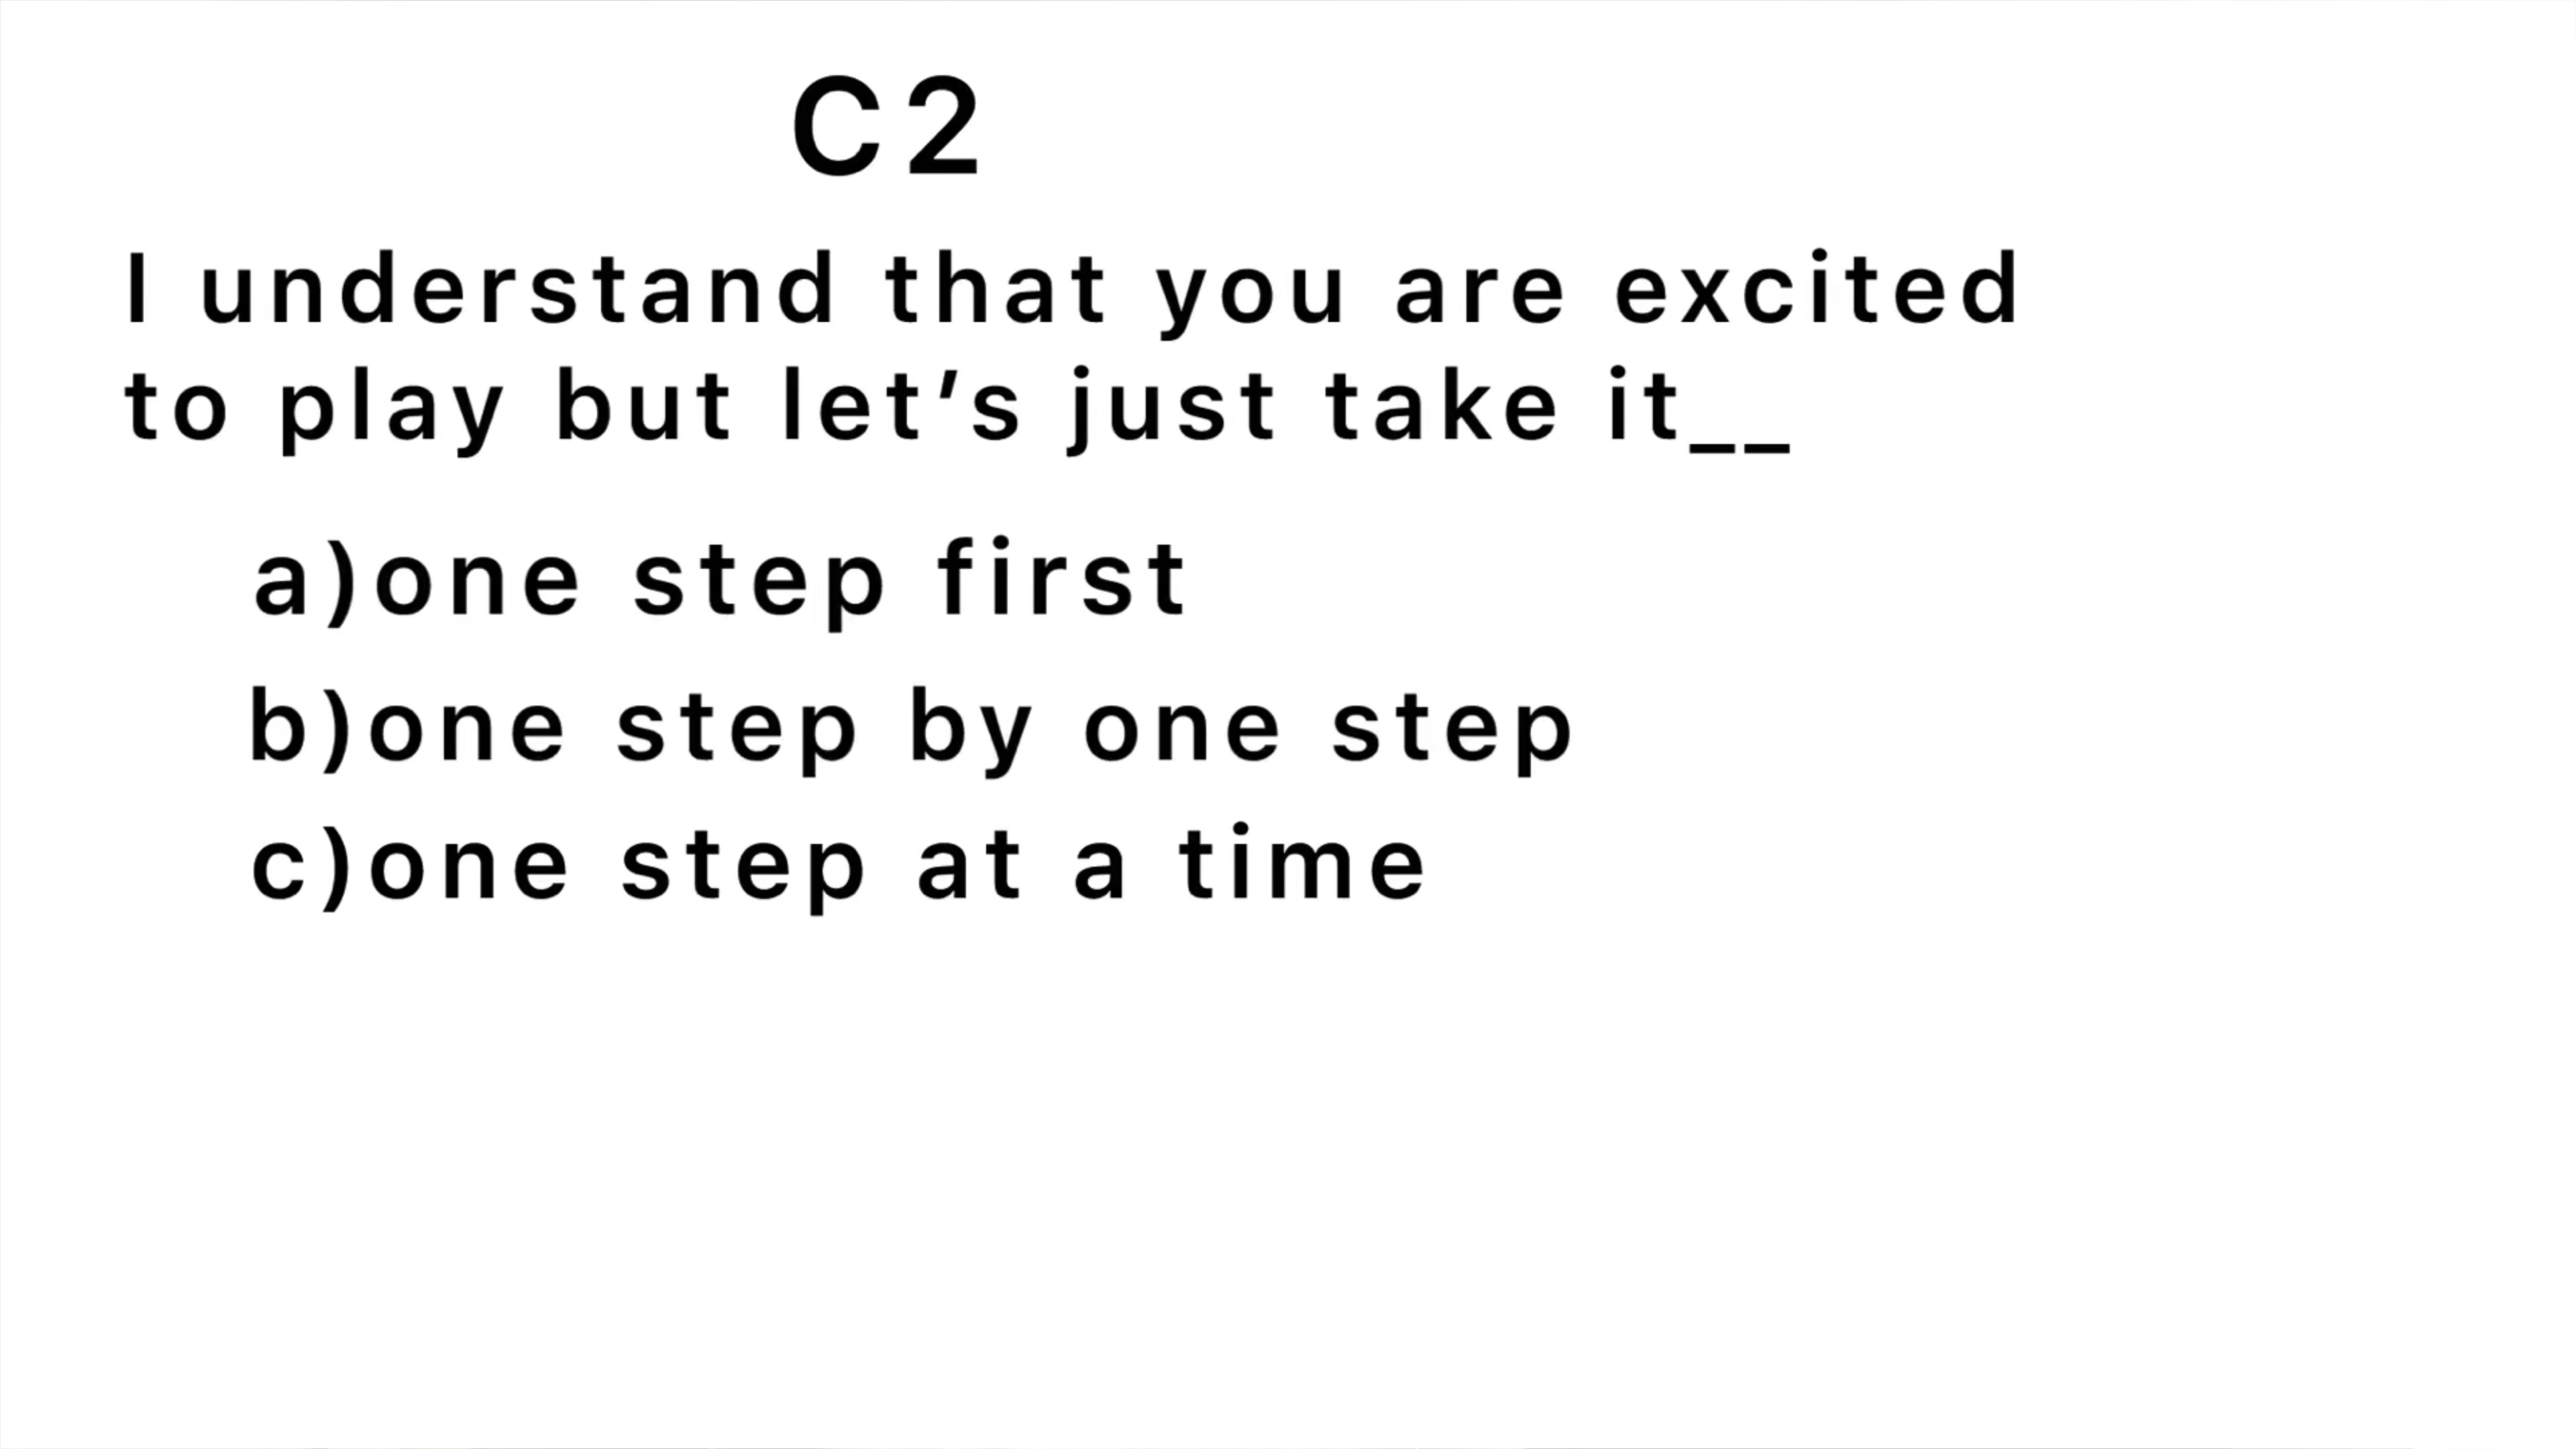 C2
I understand that you are excited
to play but let's just take it__
a)one step first
b)one step by one step
c)one step at a time